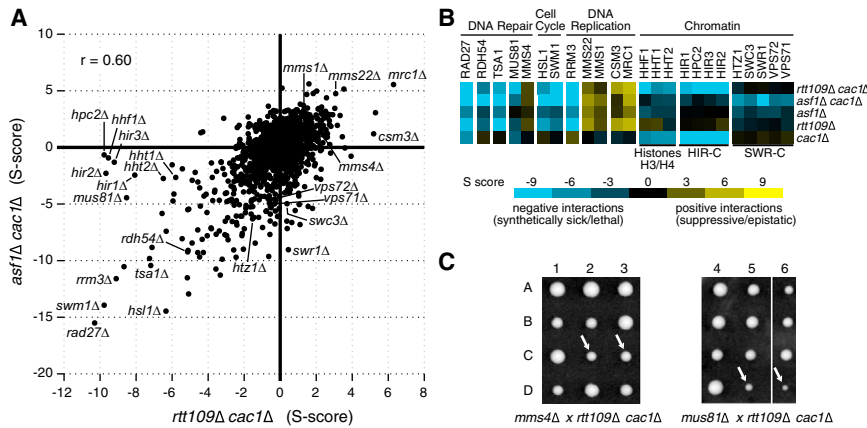 A
10
5
0
-5
-10
-15
-20
-12 -10 -8 -6 -4 -2 0 2 4 6 8
asf1Δ cac1Δ (S-score)
rtt109Δ cac1Δ (S-score)
r = 0.60
mms1Δ
mms22Δ
mrc1Δ
csm3Δ
mms4Δ
hpc2Δ
hhf1Δ
hir3Δ
hht1Δ
hht2Δ
hir2Δ
hir1Δ
mus81Δ
vps72Δ
vps71Δ
swc3Δ
swr1Δ
rdh54Δ
htz1Δ
tsa1Δ
rrm3Δ
swm1Δ
hsl1Δ
rad27Δ
B
DNA Repair
Cell Cycle
DNA Replication
Chromatin
RAD27
RDH54
TSA1
MUS81
MMS4
HSL1
SWM1
RRM3
MMS22
MMS1
CSM3
MRC1
HHF1
HHT1
HHT2
HIR1
HPC2
HIR3
HIR2
HTZ1
SWC3
SWR1
VPS72
VPS71
rtt109Δ cac1Δ
asf1Δ cac1Δ
asf1Δ
rtt109Δ
cac1Δ
Histones H3/H4
HIR-C
SWR-C
S score
-9 -6 -3 0 3 6 9
negative interactions
(synthetically sick/lethal)
positive interactions
(suppressive/epistatic)
C
1 2 3 4 5 6
A
B
C
D
mms4Δ x rtt109Δ cac1Δ
mus81Δ x rtt109Δ cac1Δ